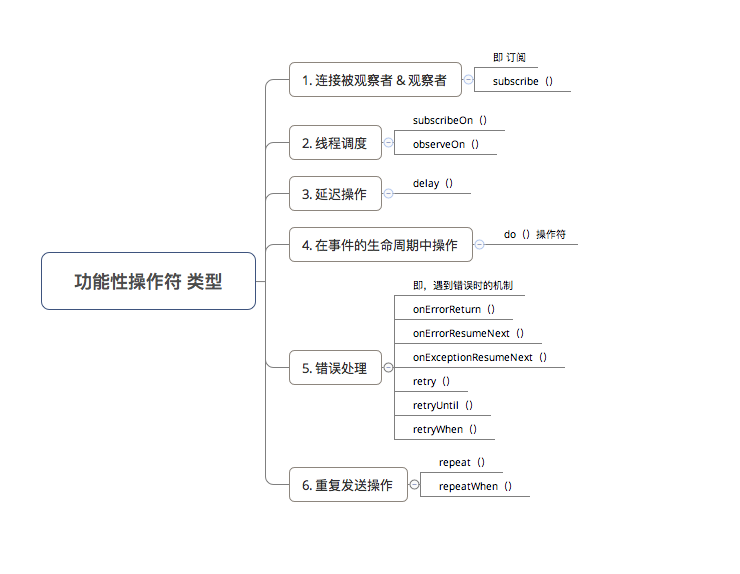 功能性操作符 类型
1. 连接被观察者 & 观察者
即 订阅
subscribe（）
2. 线程调度
subscribeOn（）
observeOn（）
3. 延迟操作
delay（）
4. 在事件的生命周期中操作
do（）操作符
5. 错误处理
即，遇到错误时的机制
onErrorReturn（）
onErrorResumeNext（）
onExceptionResumeNext（）
retry（）
retryUntil（）
retryWhen（）
6. 重复发送操作
repeat（）
repeatWhen（）